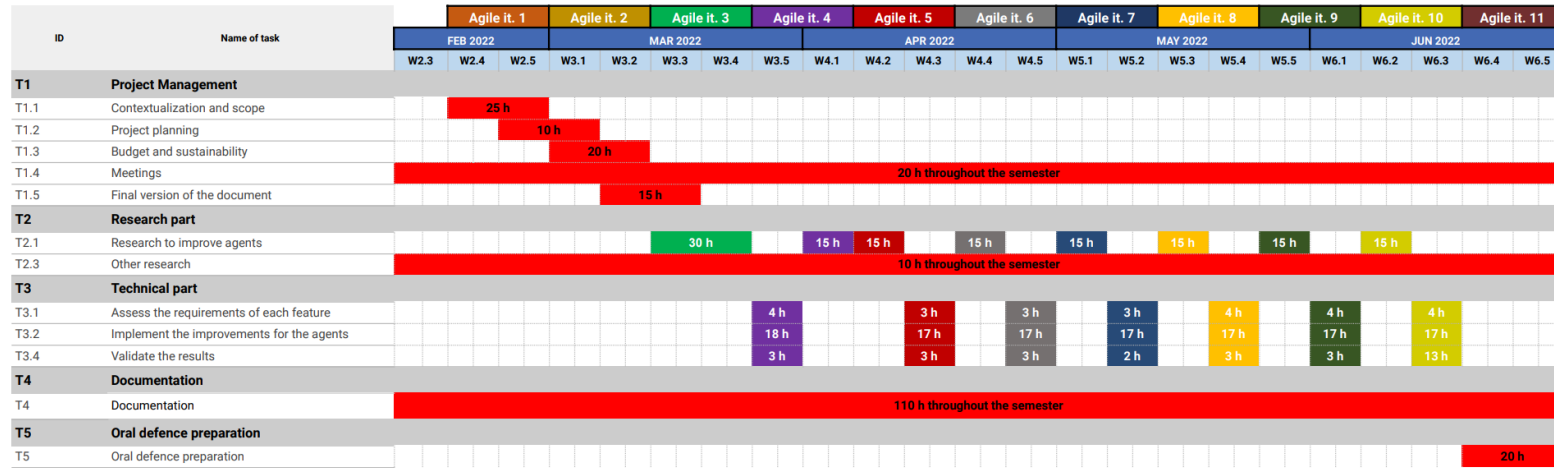 Agile it. 1 Agile it. 2 Agile it. 3 Agile it. 4 Agile it. 5 Agile it. 6 Agile it. 7 Agile it. 8 Agile it. 9 Agile it. 10 Agile it. 11
ID Name of task FEB 2022 MAR 2022 APR 2022 MAY 2022 JUN 2022
W2.3 W2.4 W2.5 W3.1 W3.2 W3.3 W3.4 W3.5 W4.1 W4.2 W4.3 W4.4 W4.5 W5.1 W5.2 W5.3 W5.4 W5.5 W6.1 W6.2 W6.3 W6.4 W6.5
T1 Project Management
T1.1 Contextualization and scope 25 h
T1.2 Project planning 10 h
T1.3 Budget and sustainability 20 h
T1.4 Meetings 20 h throughout the semester
T1.5 Final version of the document 15 h
T2 Research part
T2.1 Research to improve agents 30 h 15 h 15 h 15 h 15 h 15 h 15 h 15 h
T2.3 Other research 10 h throughout the semester
T3 Technical part
T3.1 Assess the requirements of each feature 4 h 3 h 3 h 3 h 4 h 4 h 4 h
T3.2 Implement the improvements for the agents 18 h 17 h 17 h 17 h 17 h 17 h 17 h
T3.4 Validate the results 3 h 3 h 3 h 2 h 3 h 3 h 13 h
T4 Documentation
T4 Documentation 110 h throughout the semester
T5 Oral defence preparation
T5 Oral defence preparation 20 h